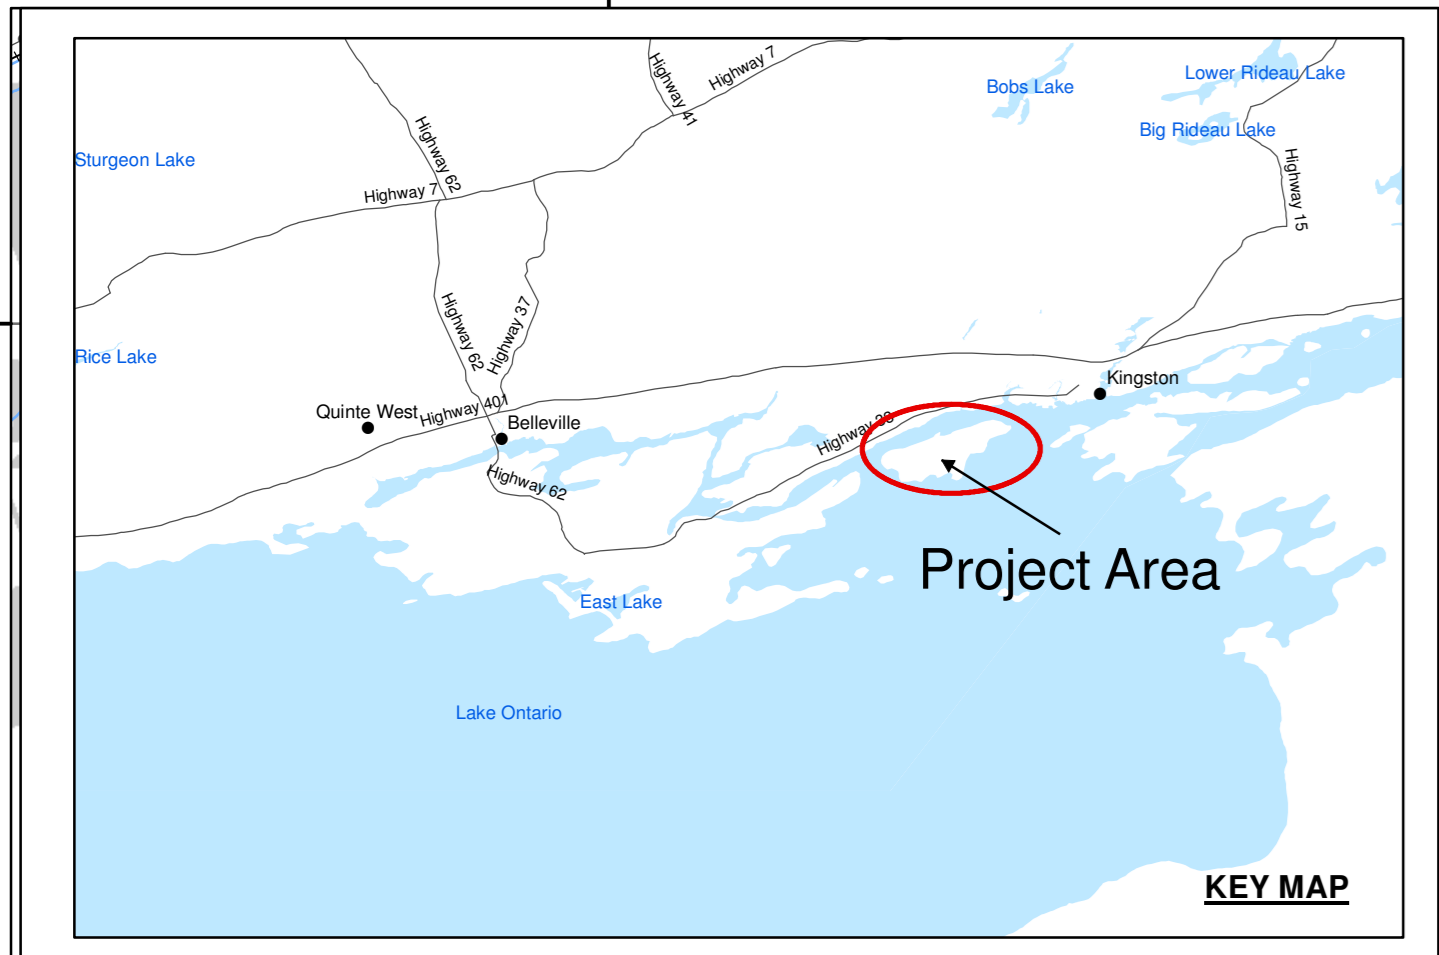 Highway 41
Highway 7
Bobs Lake
Lower Rideau Lake
Big Rideau Lake
Highway 62
Sturgeon Lake
Highway 7
Highway 15
Highway 62
Highway 37
Rice Lake
Kingston
Quinte West
Highway 401
Belleville
Highway 33
Highway 62
Project Area
East Lake
Lake Ontario
KEY MAP